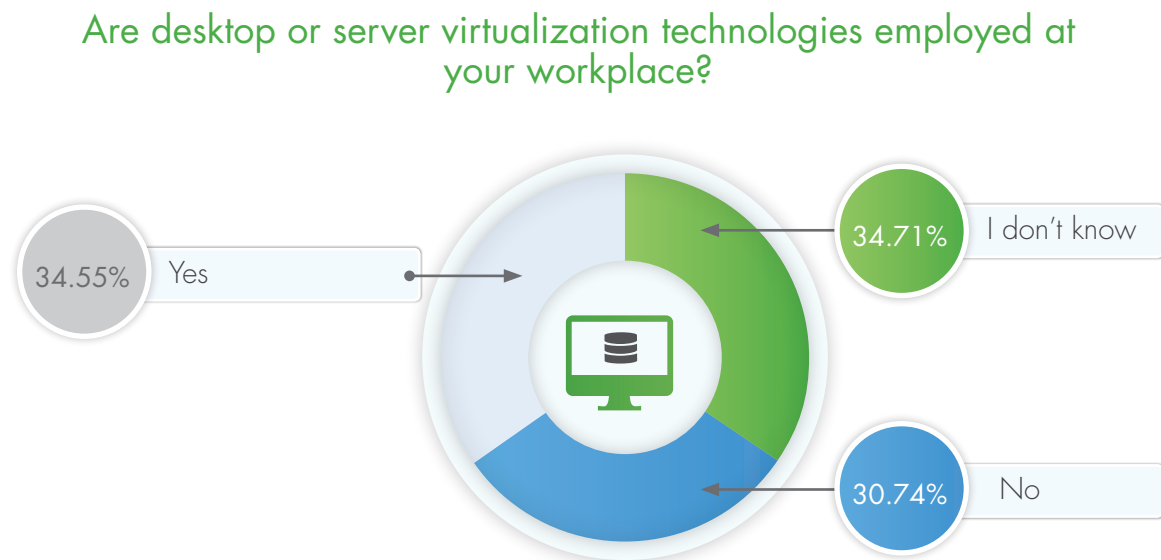 Are desktop or server virtualization technologies employed at
your workplace?
34.71% I don’t know
34.55% Yes
30.74% No